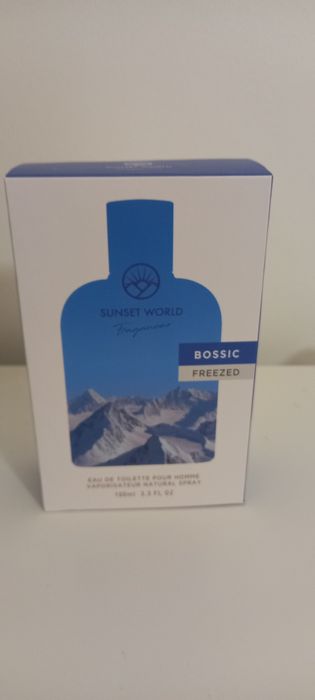 SUNSET WORLD
Fragrances
BOSSIC
FREEZED
EAU DE TOILETTE POUR HOMME
VAPORISATEUR NATURAL SPRAY
100ml 3.3 FL OZ